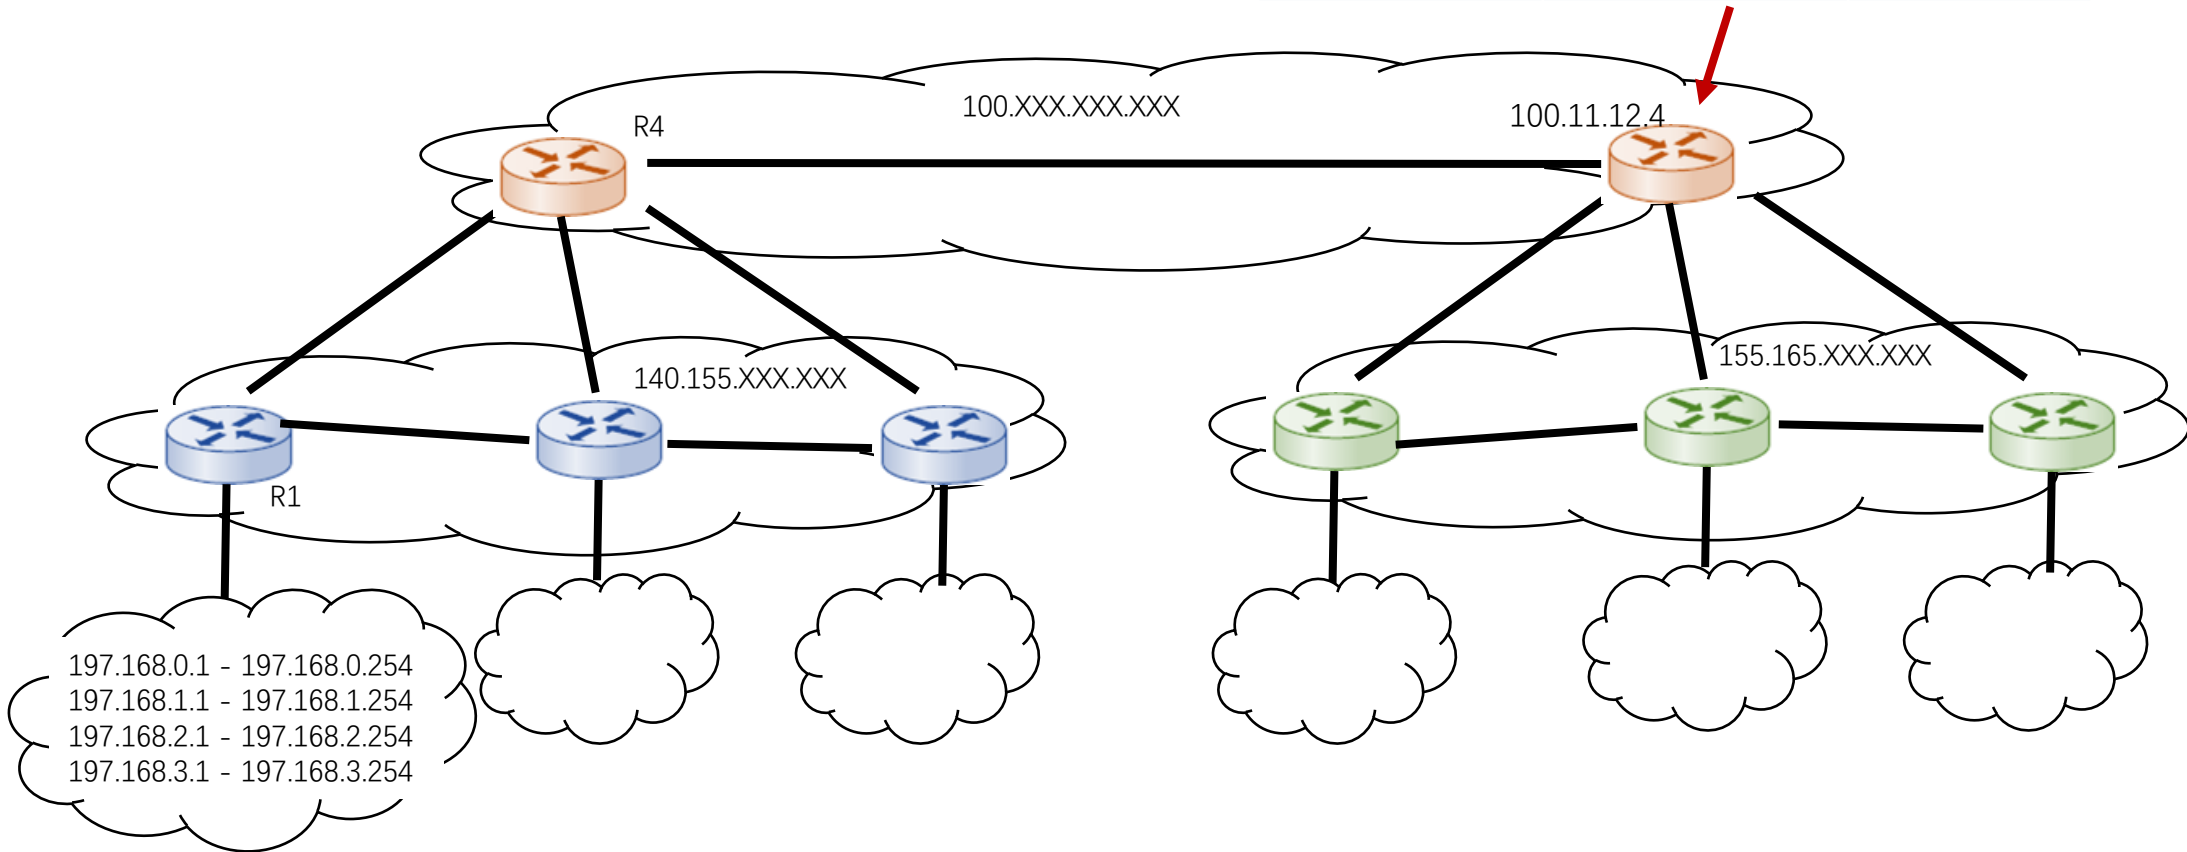 100.XXX.XXX.XXX
100.11.12.4
R4
155.165.XXX.XXX
140.155.XXX.XXX
R1
197.168.0.1 - 197.168.0.254
197.168.1.1 - 197.168.1.254
197.168.2.1 - 197.168.2.254
197.168.3.1 - 197.168.3.254